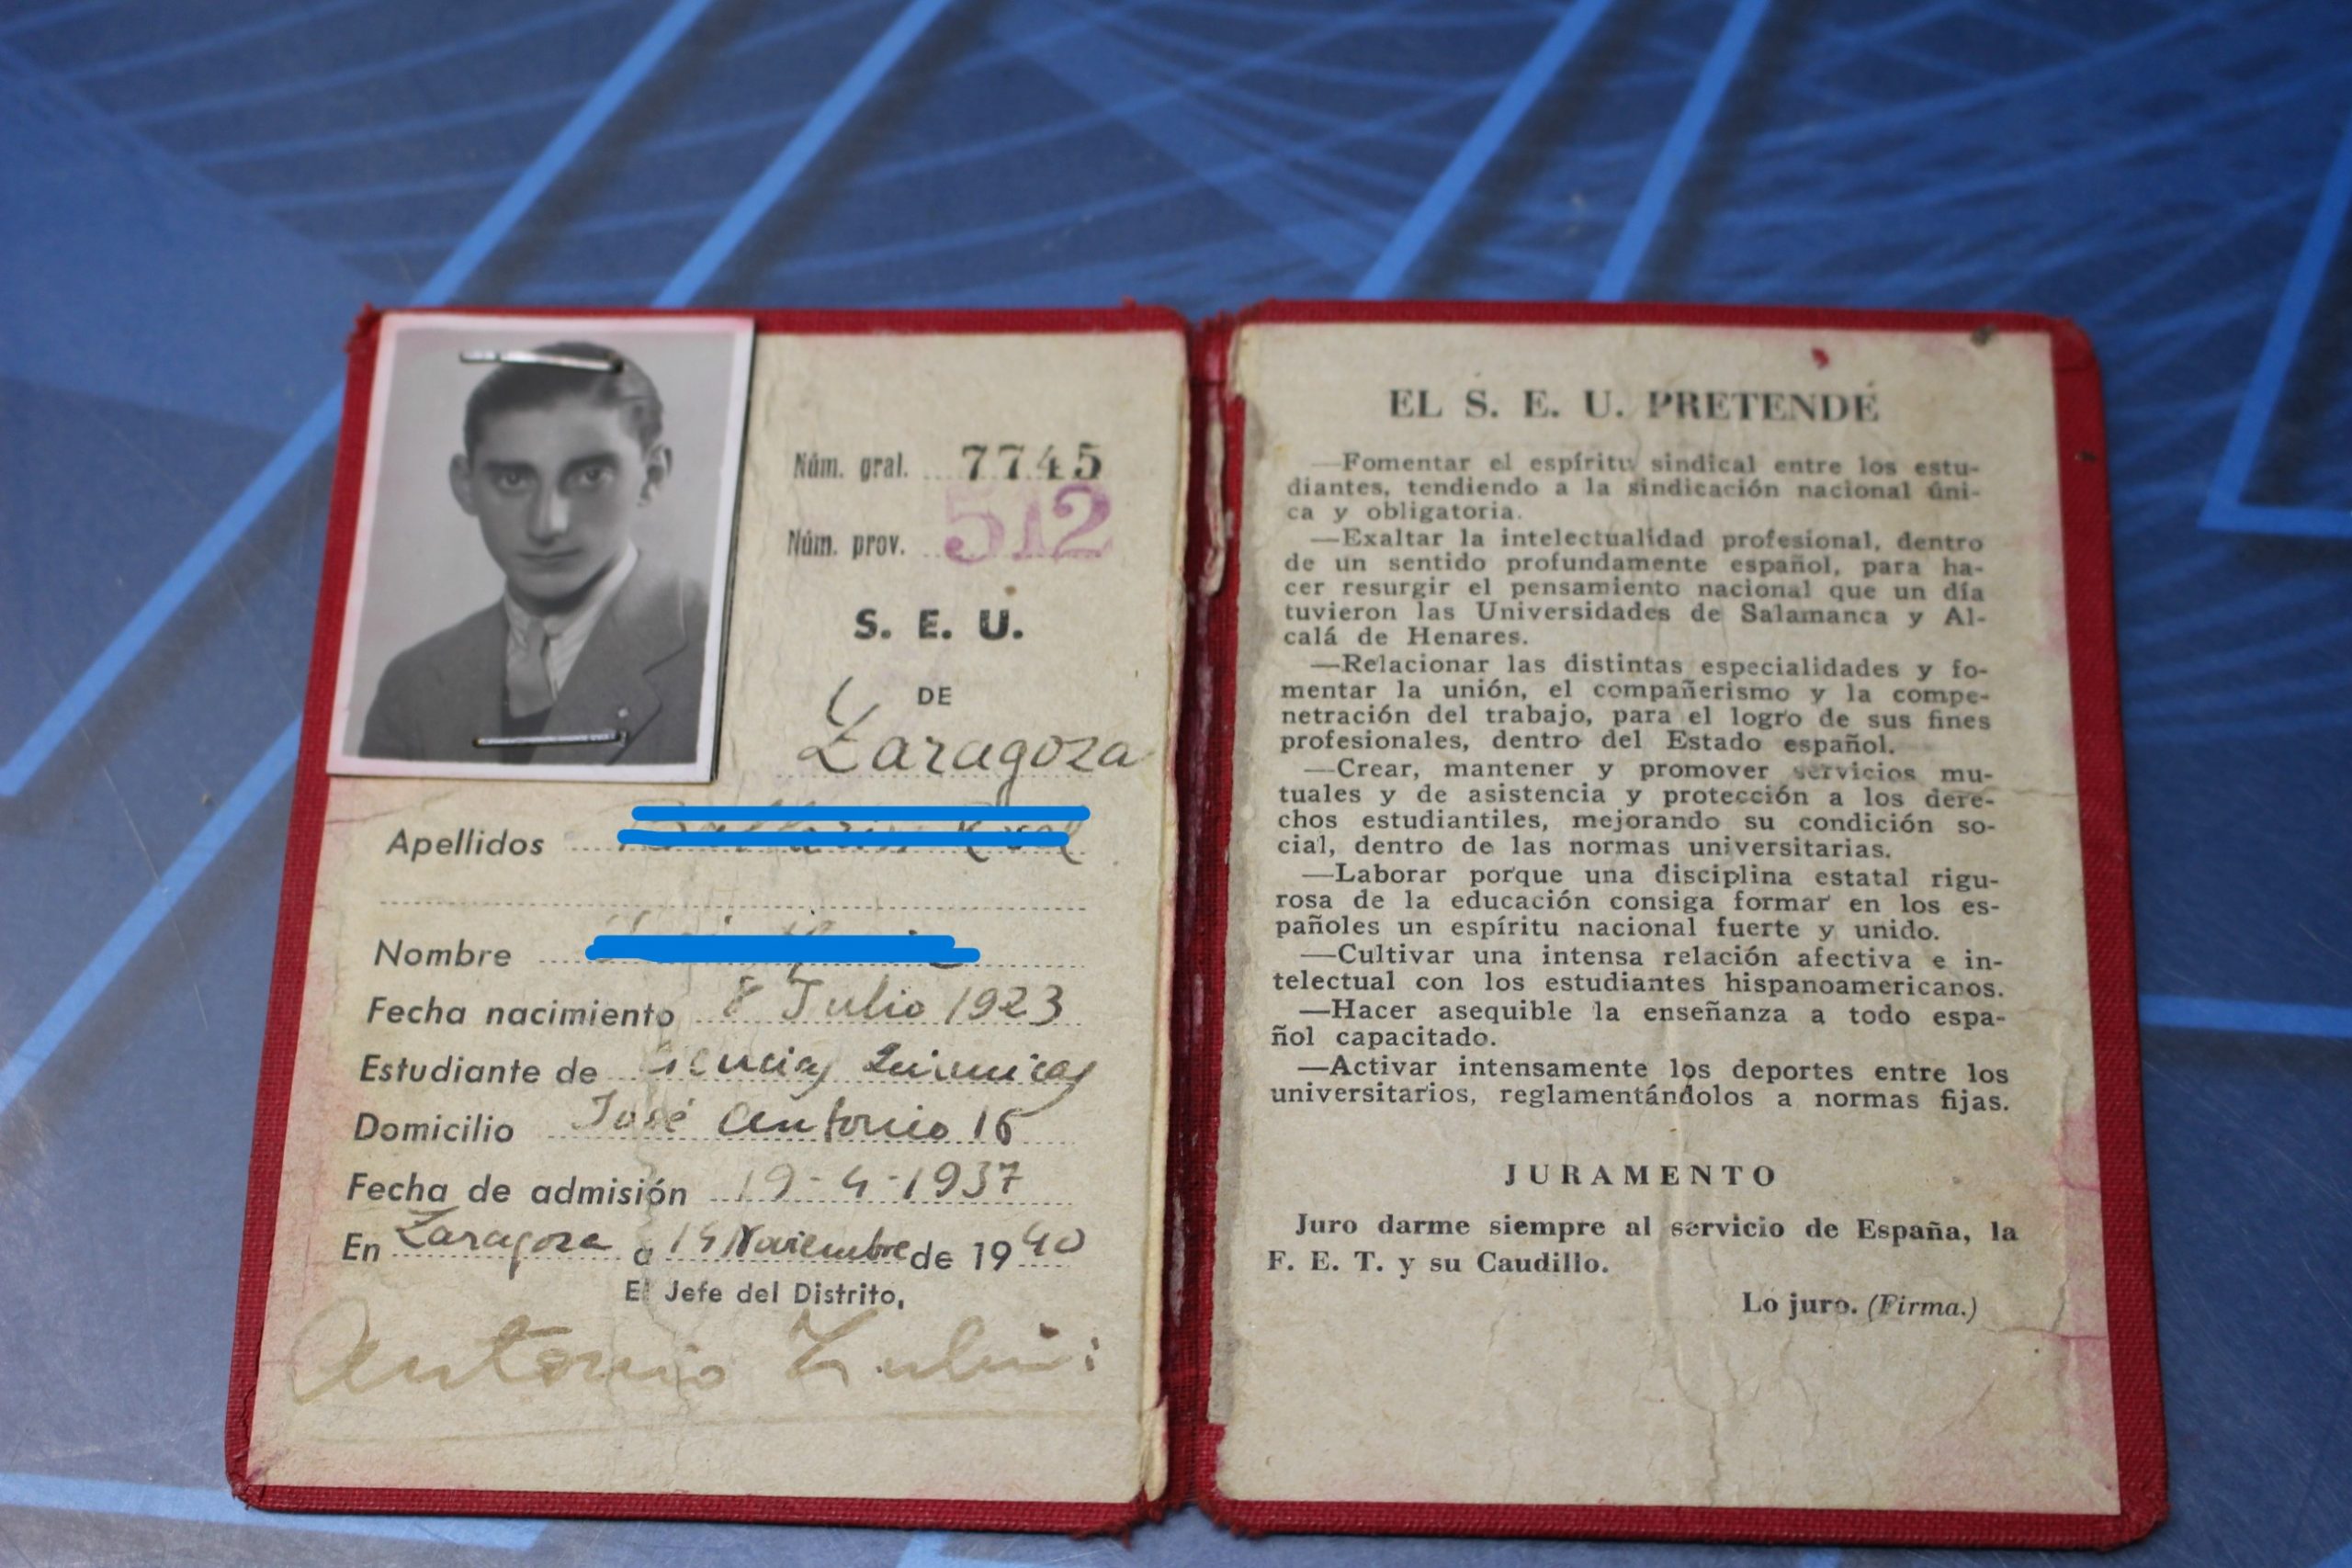 Núm. gral. 7745
Núm. prov. 512
S. E. U.
DE
Zaragoza
Apellidos
Nombre
Fecha nacimiento 8 Julio 1923
Estudiante de Ciencias Quimicas
Domicilio José Antonio 16
Fecha de admisión 19-4-1937
En Zaragoza a 14 Noviembre de 1940
El Jefe del Distrito,
Antonio
EL S. E. U. PRETENDE
—Fomentar el espíritu sindical entre los estu-
diantes, tendiendo a la sindicación nacional úni-
ca y obligatoria.
—Exaltar la intelectualidad profesional, dentro
de un sentido profundamente español, para ha-
cer resurgir el pensamiento nacional que un día
tuvieron las Universidades de Salamanca y Al-
calá de Henares.
—Relacionar las distintas especialidades y fo-
mentar la unión, el compañerismo y la compe-
netración del trabajo, para el logro de sus fines
profesionales, dentro del Estado español.
—Crear, mantener y promover servicios mu-
tuales y de asistencia y protección a los dere-
chos estudiantiles, mejorando su condición so-
cial, dentro de las normas universitarias.
—Laborar porque una disciplina estatal rigu-
rosa de la educación consiga formar en los es-
pañoles un espíritu nacional fuerte y unido.
—Cultivar una intensa relación afectiva e in-
telectual con los estudiantes hispanoamericanos.
—Hacer asequible la enseñanza a todo espa-
ñol capacitado.
—Activar intensamente los deportes entre los
universitarios, reglamentándolos a normas fijas.
JURAMENTO
Juro darme siempre al servicio de España, la
F. E. T. y su Caudillo.
Lo juro. (Firma.)